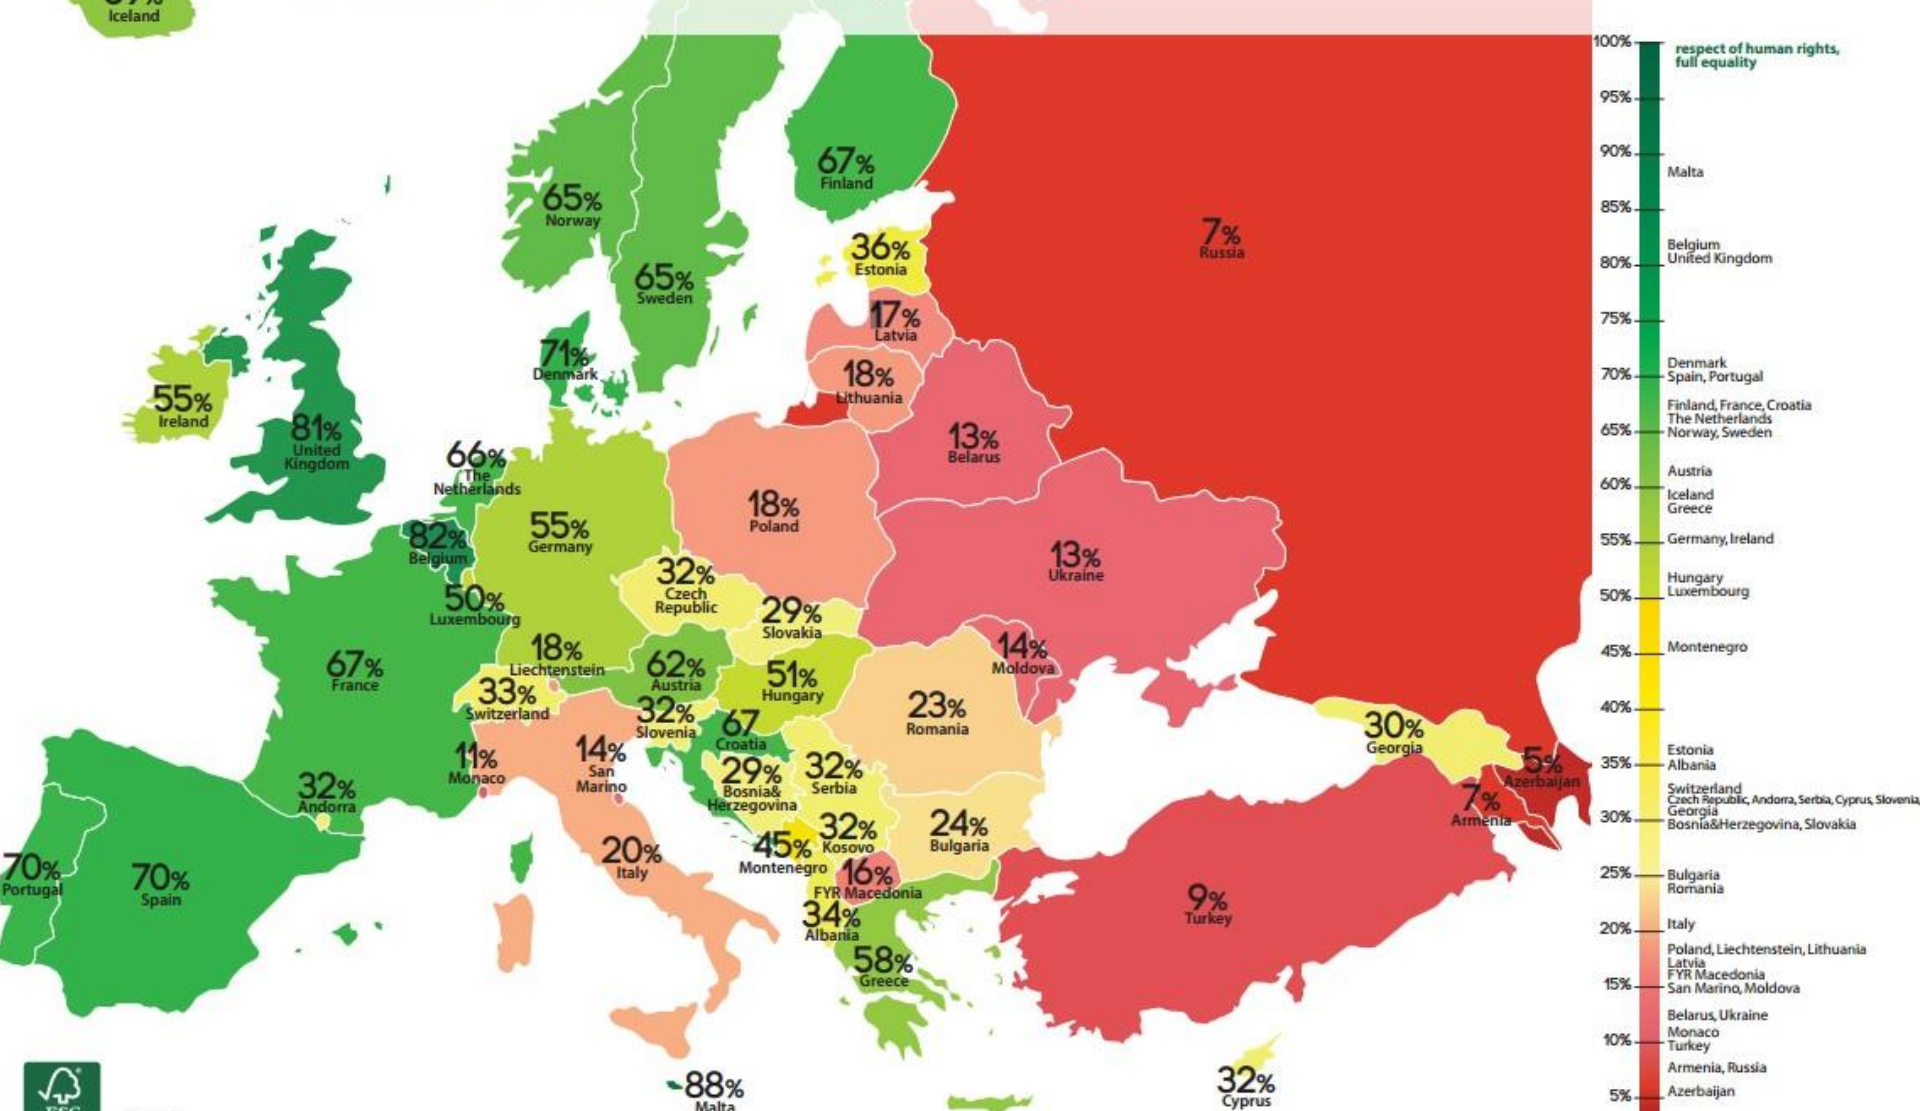 Iceland
100%
respect of human rights,
full equality
95%
90%
Malta
85%
Belgium
United Kingdom
80%
75%
Denmark
70%
Spain, Portugal
Finland, France, Croatia
The Netherlands
65%
Norway, Sweden
Austria
60%
Iceland
Greece
55%
Germany, Ireland
Hungary
Luxembourg
50%
Montenegro
45%
40%
Estonia
35%
Albania
Switzerland
Czech Republic, Andorra, Serbia, Cyprus, Slovenia,
Georgia
30%
Bosnia&Herzegovina, Slovakia
25%
Bulgaria
Romania
Italy
20%
Poland, Liechtenstein, Lithuania
Latvia
FYR Macedonia
15%
San Marino, Moldova
Belarus, Ukraine
Monaco
10%
Turkey
Armenia, Russia
Azerbaijan
5%
67%
Finland
65%
Norway
7%
Russia
36%
Estonia
65%
Sweden
17%
Latvia
71%
Denmark
18%
Lithuania
55%
Ireland
81%
United
Kingdom
13%
Belarus
66%
The
Netherlands
18%
Poland
55%
Germany
82%
Belgium
13%
Ukraine
32%
Czech
Republic
50%
Luxembourg
29%
Slovakia
18%
Liechtenstein
14%
Moldova
67%
France
62%
Austria
51%
Hungary
33%
Switzerland
23%
Romania
32%
Slovenia
67
Croatia
30%
Georgia
11%
Monaco
14%
San
Marino
29%
Bosnia&
Herzegovina
32%
Serbia
5%
Azerbaijan
32%
Andorra
7%
Armenia
32%
Kosovo
24%
Bulgaria
45%
Montenegro
20%
Italy
70%
Portugal
70%
Spain
16%
FYR Macedonia
9%
Turkey
34%
Albania
58%
Greece
88%
Malta
32%
Cyprus
FSC